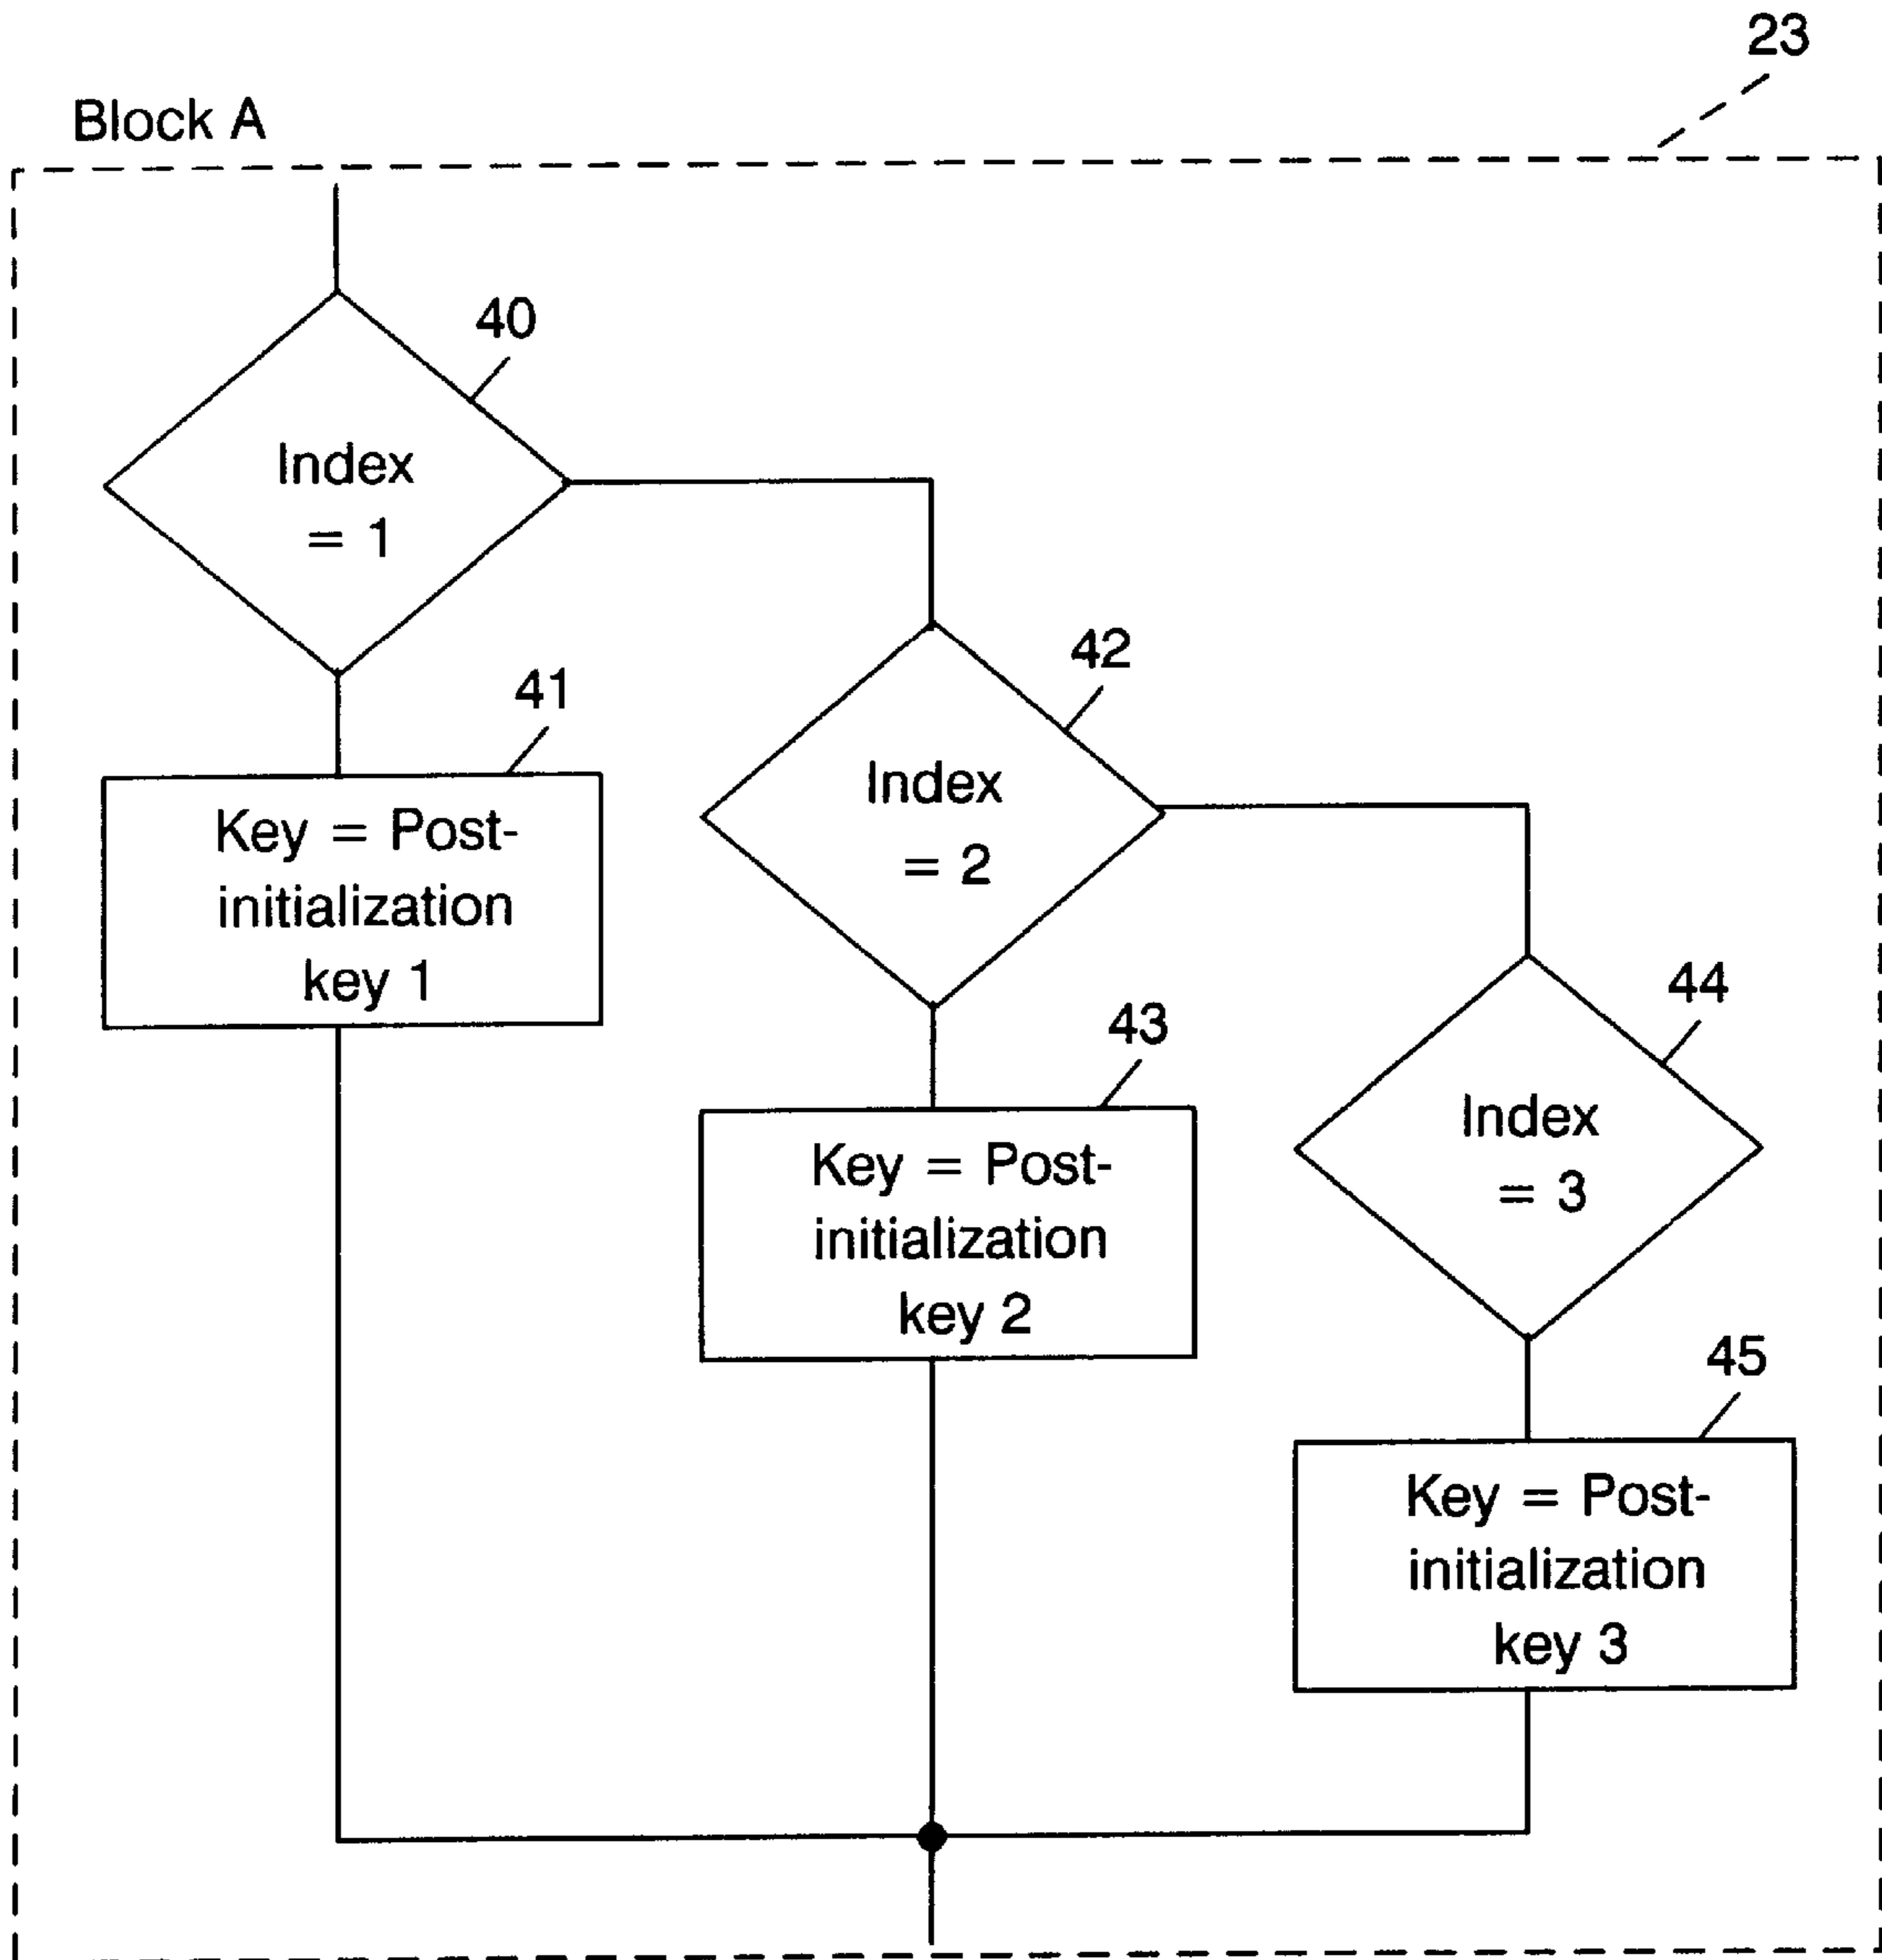 23
Block A
40
Index
= 1
41
Key = Post-
initialization
key 1
42
Index
= 2
43
Key = Post-
initialization
key 2
44
Index
= 3
45
Key = Post-
initialization
key 3